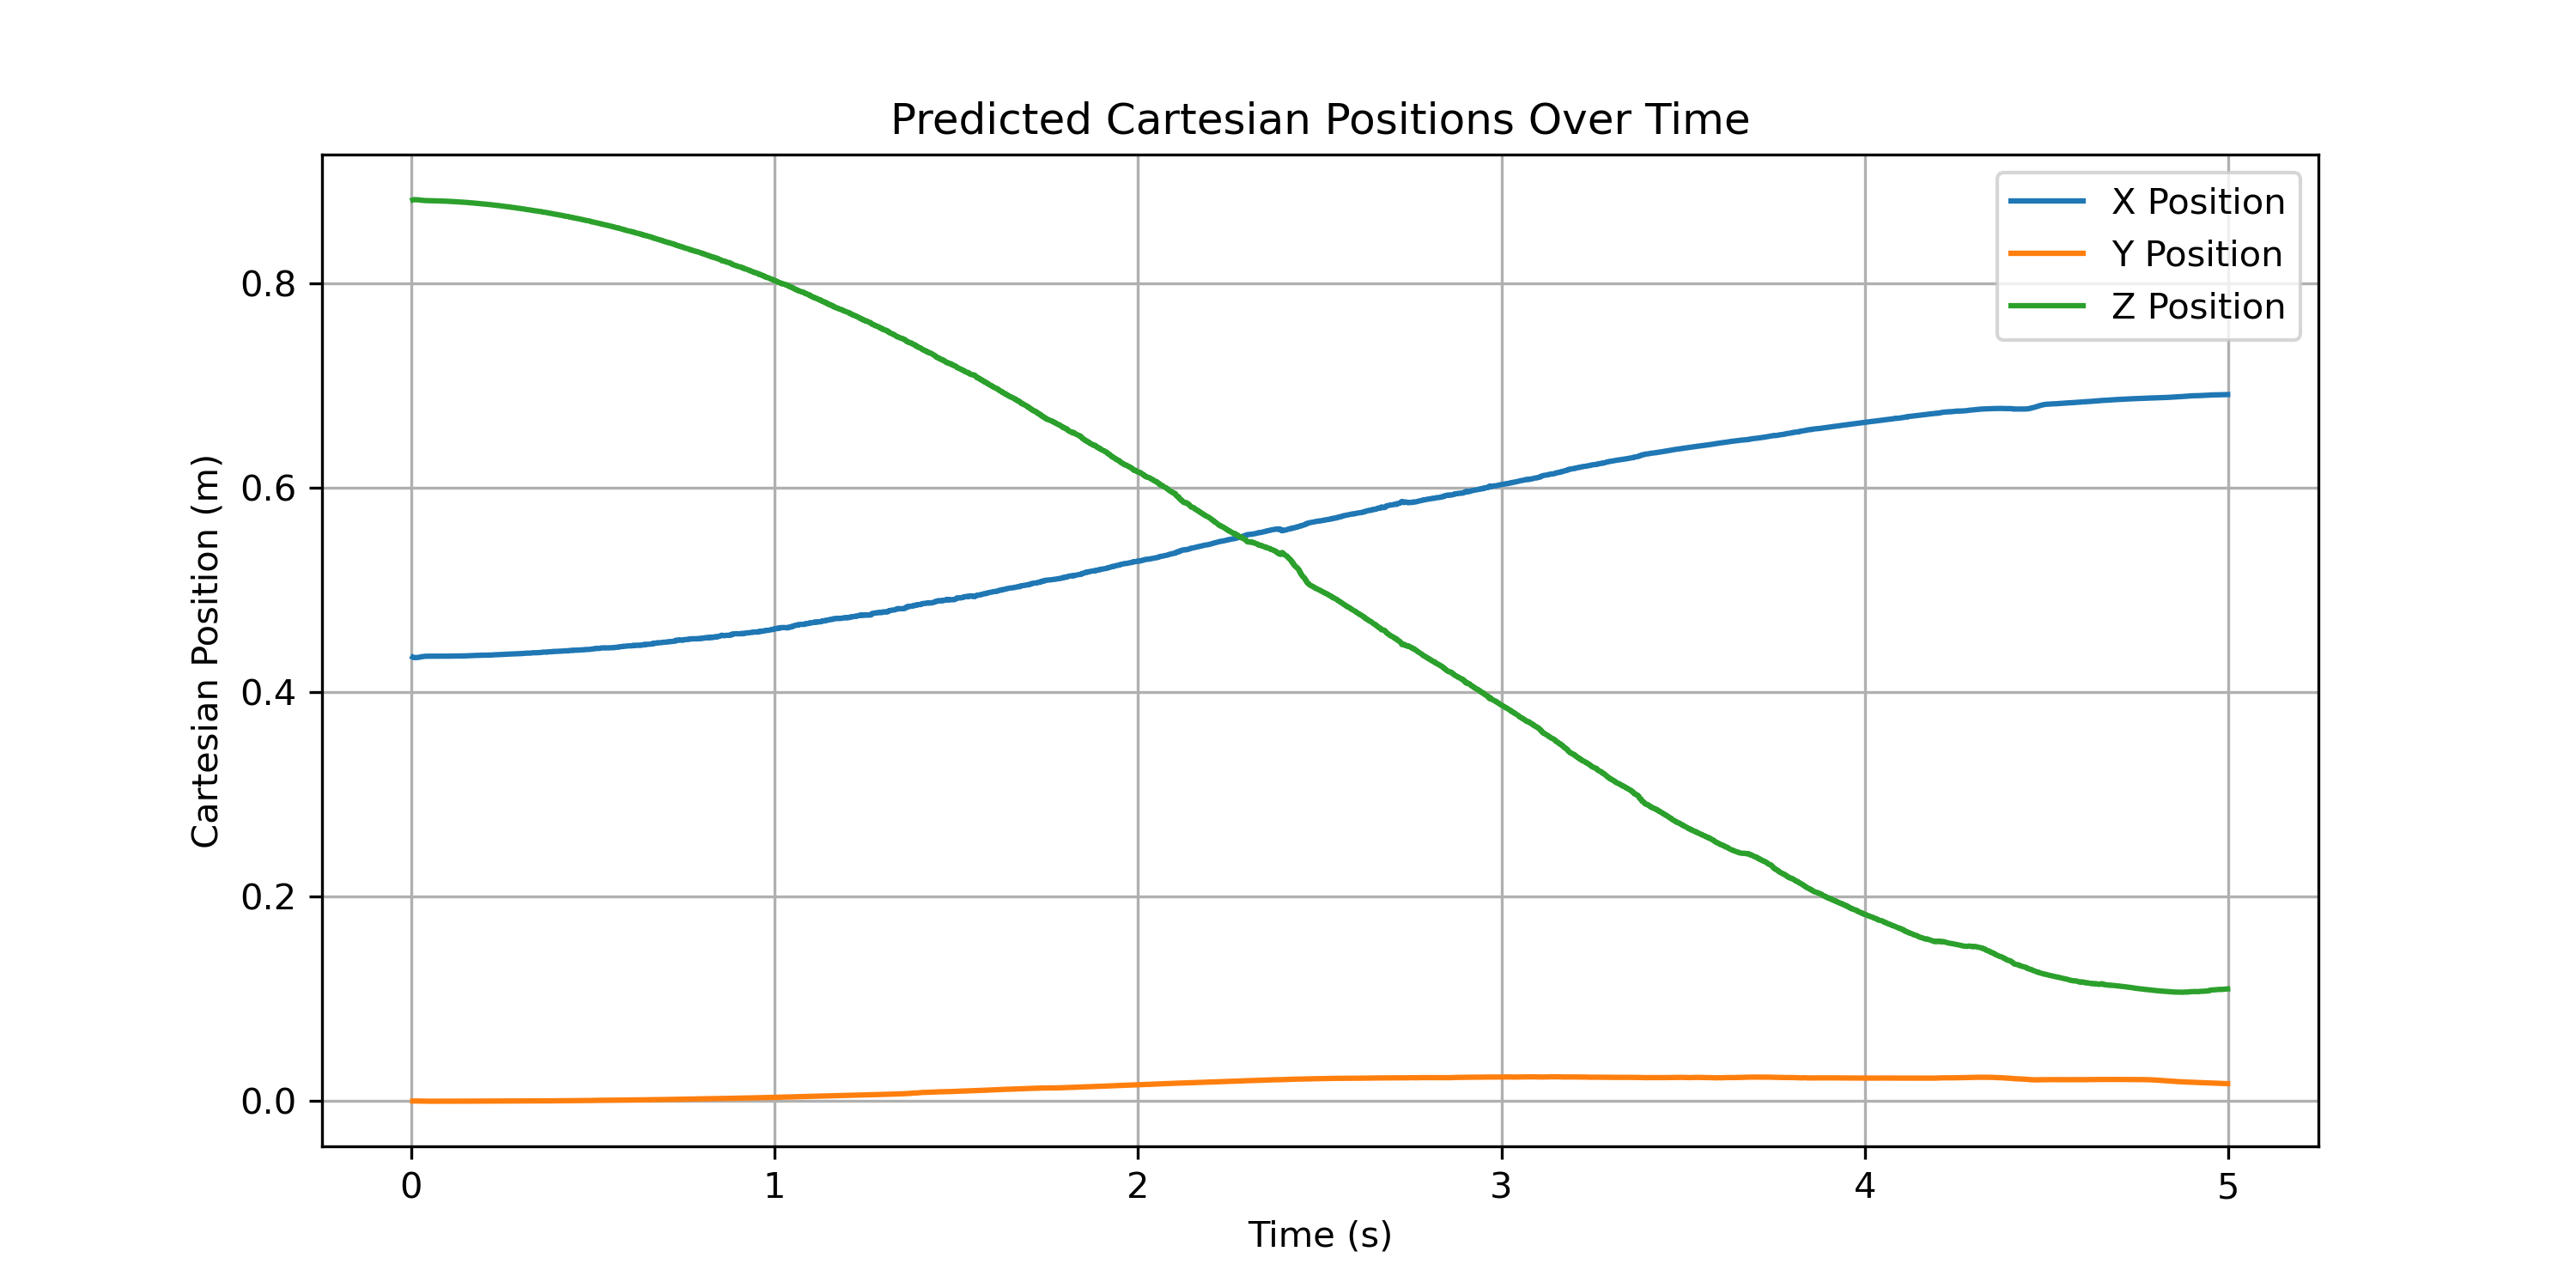 Predicted Cartesian Positions Over Time
X Position
Y Position
Z Position
Cartesian Position (m)
0.8
0.6
0.4
0.2
0.0
0 1 2 3 4 5
Time (s)